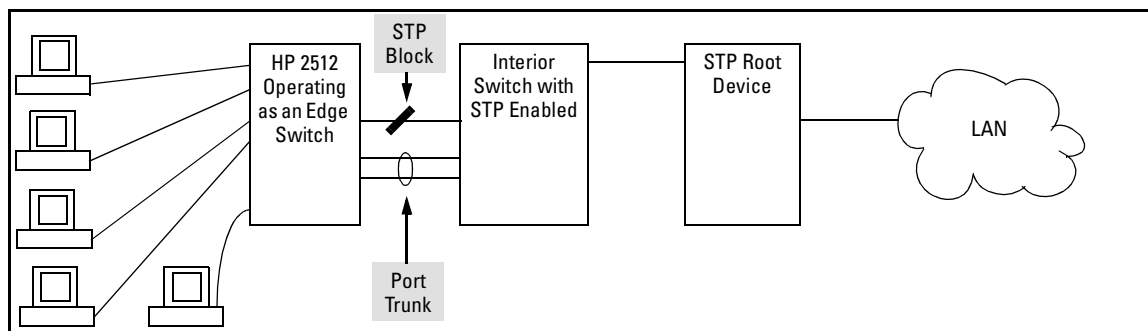 STP
Block
HP 2512
Operating
as an Edge
Switch
Interior
Switch with
STP Enabled
STP Root
Device
LAN
Port
Trunk